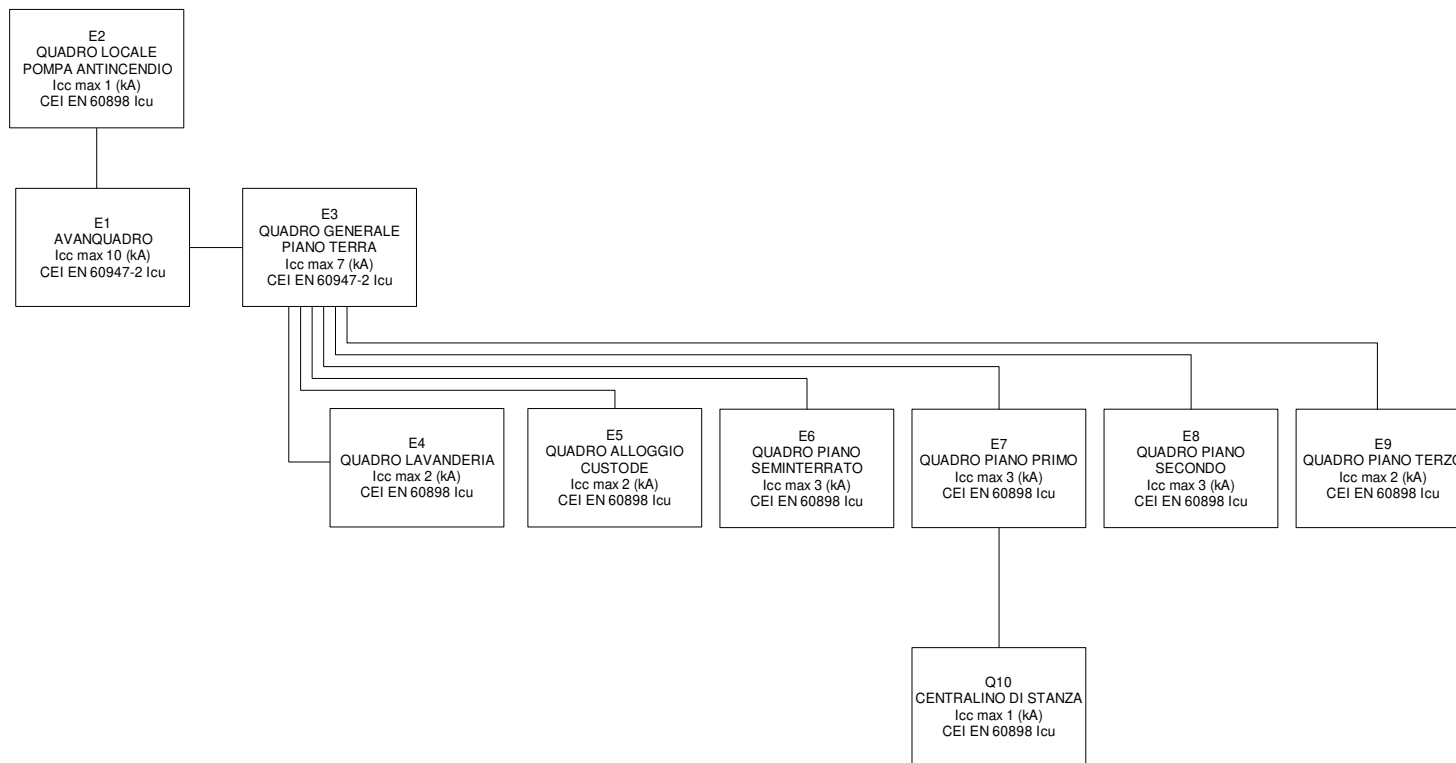 E2
QUADRO LOCALE
POMPA ANTINCENDIO
Icc max 1 (kA)
CEI EN 60898 Icu
E1
AVANQUADRO
Icc max 10 (kA)
CEI EN 60947-2 Icu
E3
QUADRO GENERALE
PIANO TERRA
Icc max 7 (kA)
CEI EN 60947-2 Icu
E4
QUADRO LAVANDERIA
Icc max 2 (kA)
CEI EN 60898 Icu
E5
QUADRO ALLOGGIO
CUSTODE
Icc max 2 (kA)
CEI EN 60898 Icu
E6
QUADRO PIANO
SEMINTERRATO
Icc max 3 (kA)
CEI EN 60898 Icu
E7
QUADRO PIANO PRIMO
Icc max 3 (kA)
CEI EN 60898 Icu
E8
QUADRO PIANO
SECONDO
Icc max 3 (kA)
CEI EN 60898 Icu
E9
QUADRO PIANO TERZO
Icc max 2 (kA)
CEI EN 60898 Icu
Q10
CENTRALINO DI STANZA
Icc max 1 (kA)
CEI EN 60898 Icu